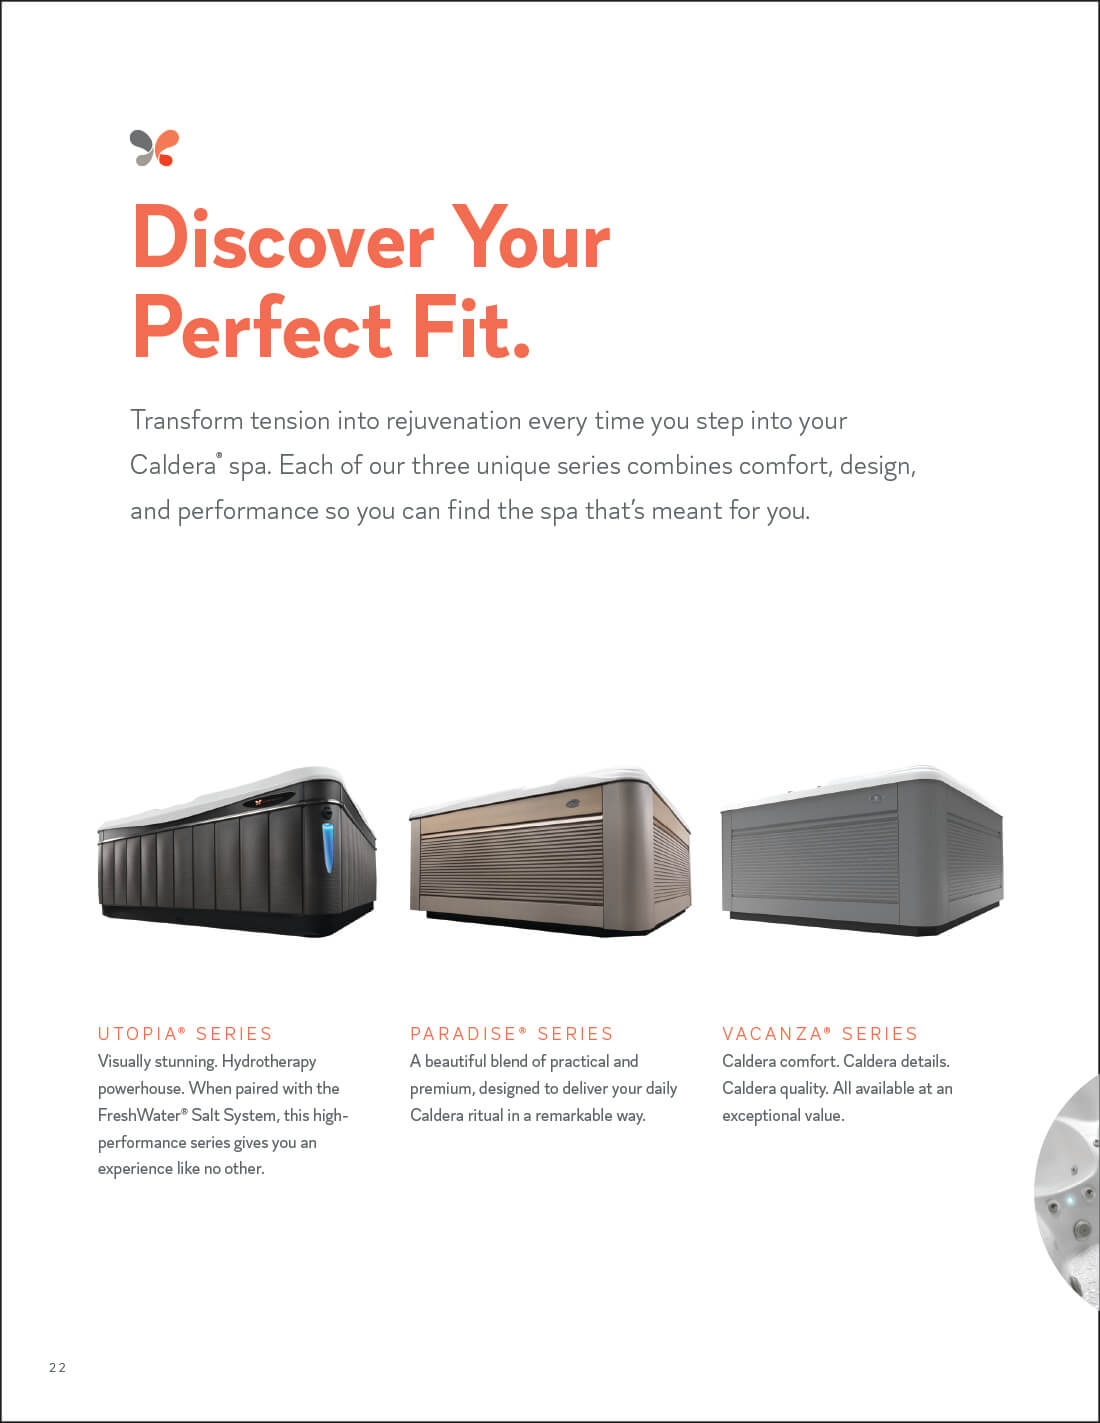 Discover Your
Perfect Fit.
Transform tension into rejuvenation every time you step into your
Caldera® spa. Each of our three unique series combines comfort, design,
and performance so you can find the spa that’s meant for you.
UTOPIA® SERIES
Visually stunning. Hydrotherapy
powerhouse. When paired with the
FreshWater® Salt System, this high-
performance series gives you an
experience like no other.
PARADISE® SERIES
A beautiful blend of practical and
premium, designed to deliver your daily
Caldera ritual in a remarkable way.
VACANZA® SERIES
Caldera comfort. Caldera details.
Caldera quality. All available at an
exceptional value.
22